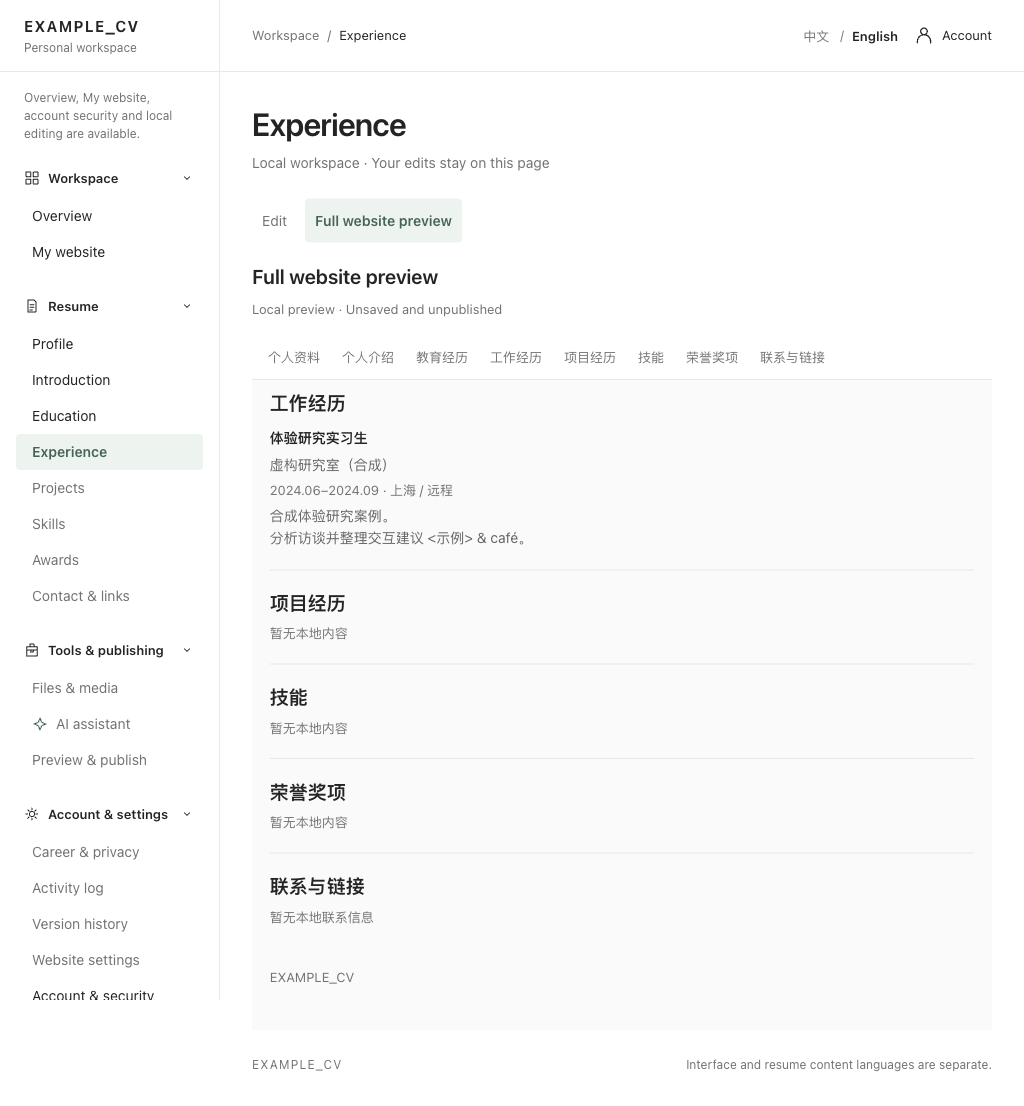 EXAMPLE_CV
Personal workspace
Workspace / Experience
中文 / English
Account
Overview, My website,
account security and local
editing are available.
Workspace
Overview
My website
Resume
Profile
Introduction
Education
Experience
Projects
Skills
Awards
Contact & links
Tools & publishing
Files & media
AI assistant
Preview & publish
Account & settings
Career & privacy
Activity log
Version history
Website settings
Account & security
Experience
Local workspace · Your edits stay on this page
Edit
Full website preview
Full website preview
Local preview · Unsaved and unpublished
个人资料 个人介绍 教育经历 工作经历 项目经历 技能 荣誉奖项 联系与链接
工作经历
体验研究实习生
虚构研究室（合成）
2024.06–2024.09 · 上海 / 远程
合成体验研究案例。
分析访谈并整理交互建议 <示例> & café。
项目经历
暂无本地内容
技能
暂无本地内容
荣誉奖项
暂无本地内容
联系与链接
暂无本地联系信息
EXAMPLE_CV
EXAMPLE_CV
Interface and resume content languages are separate.